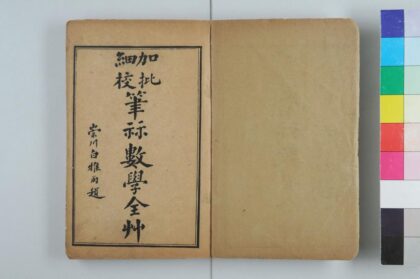 加批
細校
筆祘數學全艸
崇川白雅雨題